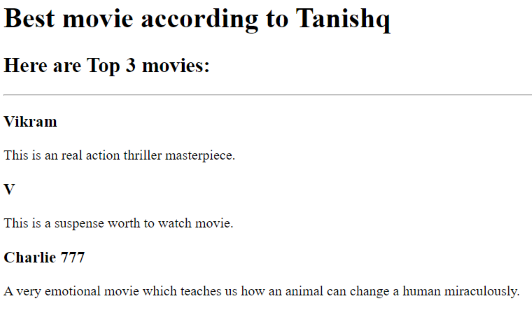 Best movie according to Tanishq
Here are Top 3 movies:
Vikram
This is an real action thriller masterpiece.
V
This is a suspense worth to watch movie.
Charlie 777
A very emotional movie which teaches us how an animal can change a human miraculously.